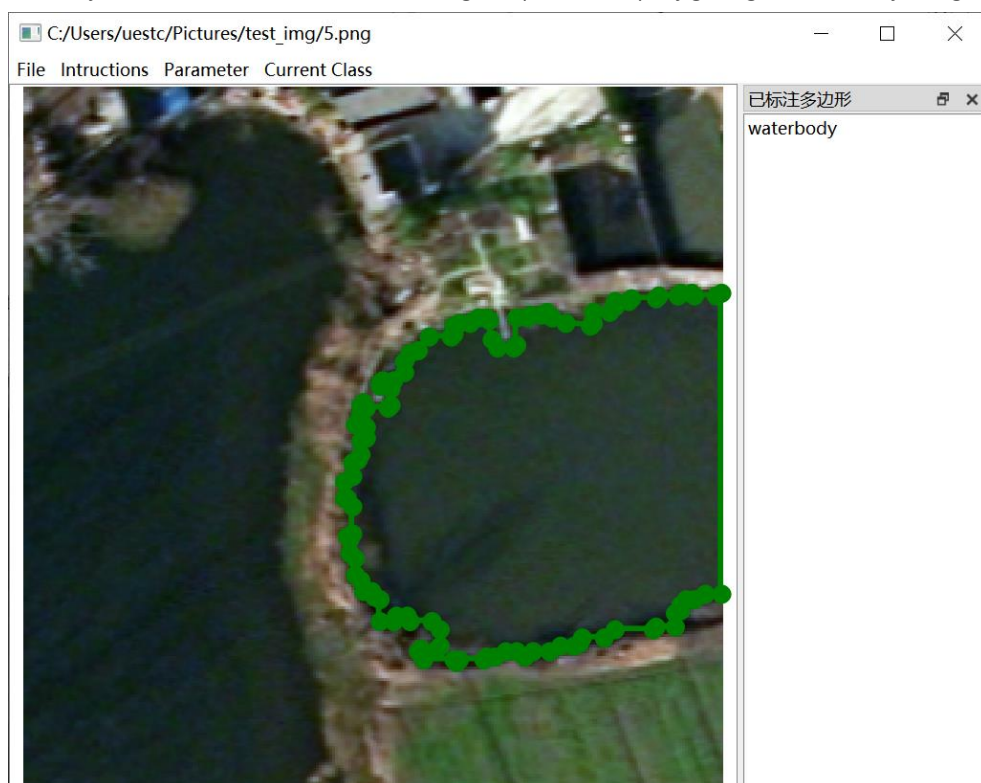 C:/Users/uestc/Pictures/test_img/5.png
File Intructions Parameter Current Class
已标注多边形
waterbody